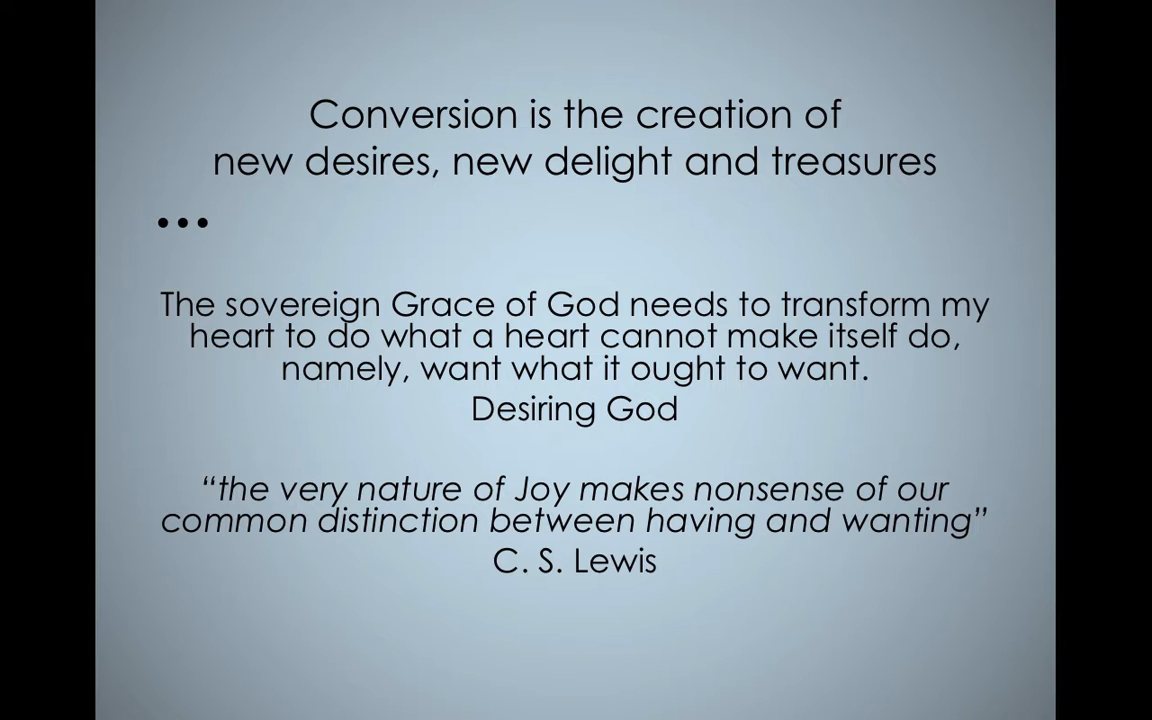 Conversion is the creation of
new desires, new delight and treasures
...
The sovereign Grace of God needs to transform my
heart to do what a heart cannot make itself do,
namely, want what it ought to want.
Desiring God
“the very nature of Joy makes nonsense of our
common distinction between having and wanting”
C. S. Lewis